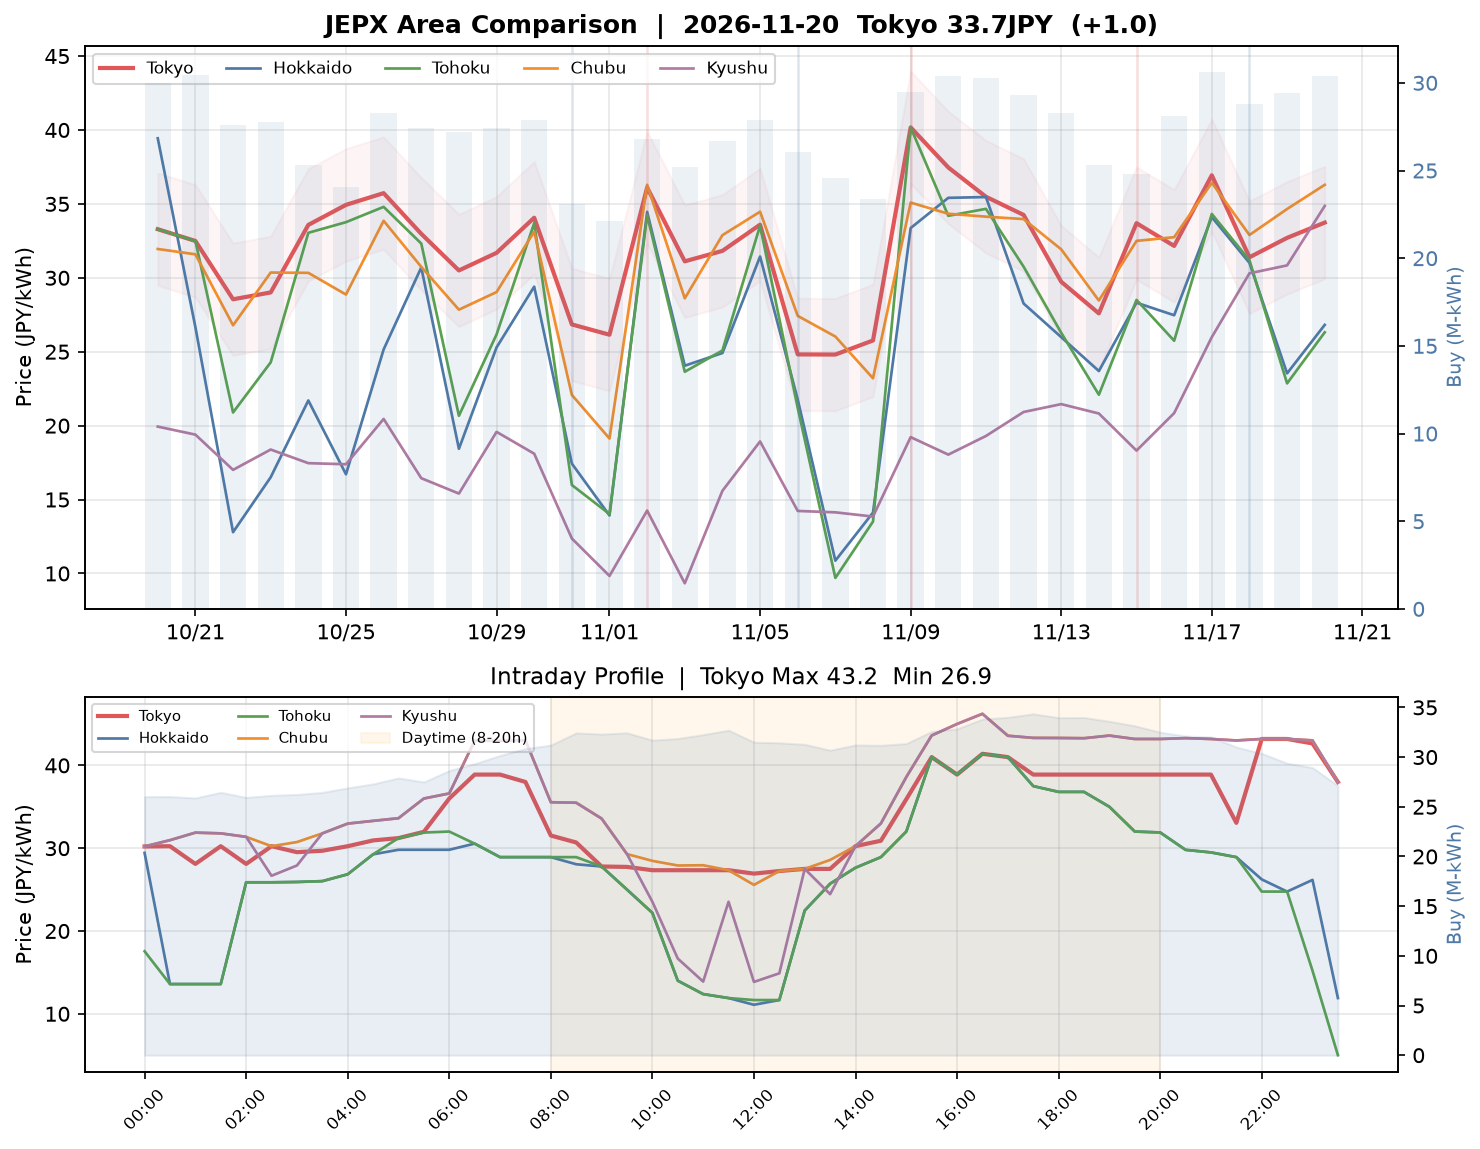 JEPX Area Comparison | 2026-11-20 Tokyo 33.7JPY (+1.0)
Tokyo Hokkaido Tohoku Chubu Kyushu
Price (JPY/kWh)
45
40
35
30
25
20
15
10
30
25
20
15
10
5
0
Buy (M-kWh)
10/21 10/25 10/29 11/01 11/05 11/09 11/13 11/17 11/21
Intraday Profile | Tokyo Max 43.2 Min 26.9
Tokyo Tohoku Kyushu
Hokkaido Chubu Daytime (8-20h)
Price (JPY/kWh)
40
30
20
10
35
30
25
20
15
10
5
0
Buy (M-kWh)
00:00 02:00 04:00 06:00 08:00 10:00 12:00 14:00 16:00 18:00 20:00 22:00